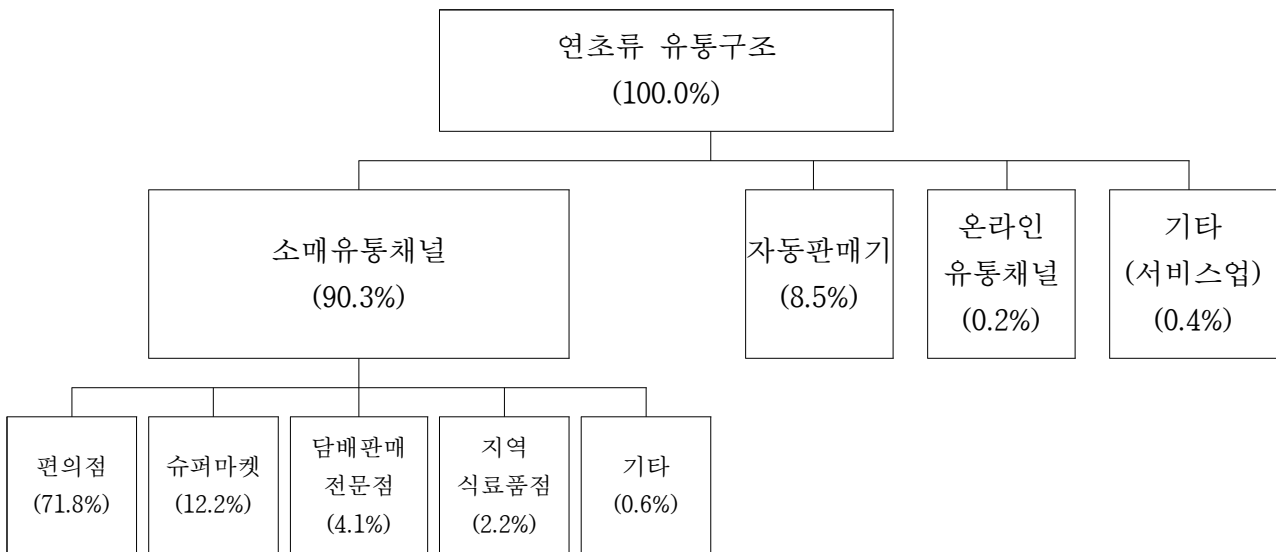 연초류 유통구조
(100.0%)
소매유통채널
(90.3%)
자동판매기
(8.5%)
온라인
유통채널
(0.2%)
기타
(서비스업)
(0.4%)
편의점
(71.8%)
슈퍼마켓
(12.2%)
담배판매
전문점
(4.1%)
지역
식료품점
(2.2%)
기타
(0.6%)